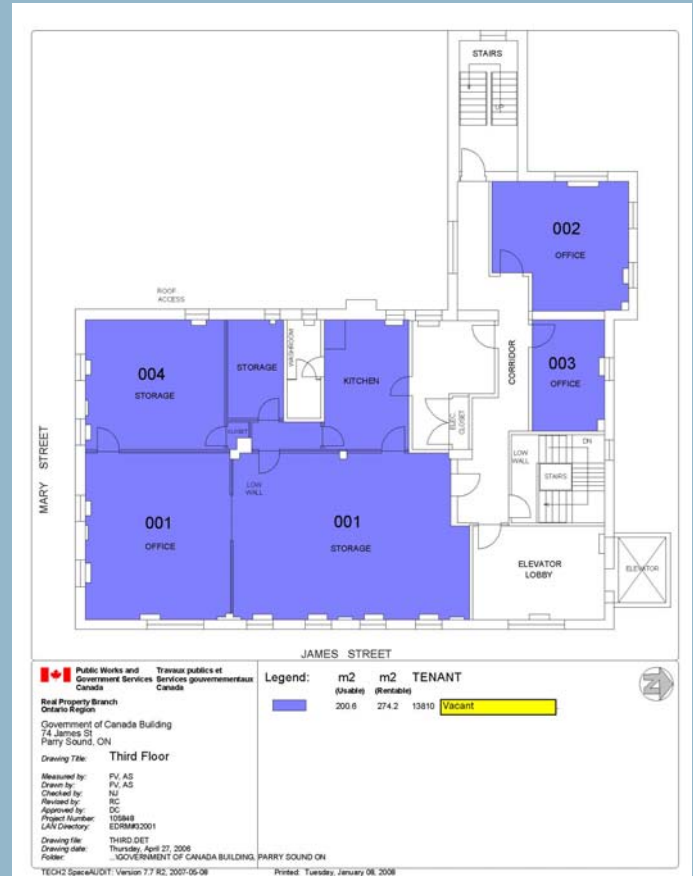 STAIRS
UP
002
OFFICE
ROOF
ACCESS
004
STORAGE
STORAGE
WASHROOM
KITCHEN
CORRIDOR
003
OFFICE
ELEC
CLOSET
CLOSET
LOW
WALL
DN
STAIRS
LOW
WALL
MARY STREET
001
OFFICE
001
STORAGE
ELEVATOR
LOBBY
ELEVATOR
JAMES STREET
Public Works and
Government Services
Canada
Travaux publics et
Services gouvernementaux
Canada
Real Property Branch
Ontario Region
Government of Canada Building
74 James St
Parry Sound, ON
Drawing Title: Third Floor
Measured by: FV, AS
Drawn by: FV, AS
Checked by: NJ
Revised by: RC
Approved by: DC
Project Number: 105848
LAN Directory: EDRM#32001
Drawing file: THIRD.DET
Drawing date: Thursday, April 27, 2006
Folder: ...\GOVERNMENT OF CANADA BUILDING, PARRY SOUND ON
Legend: m2 m2 TENANT
(Usable) (Rentable)
200.6 274.2 13810 Vacant
N
TECH2 SpaceAUDIT: Version 7.7 R2, 2007-05-08 Printed: Tuesday, January 08, 2008